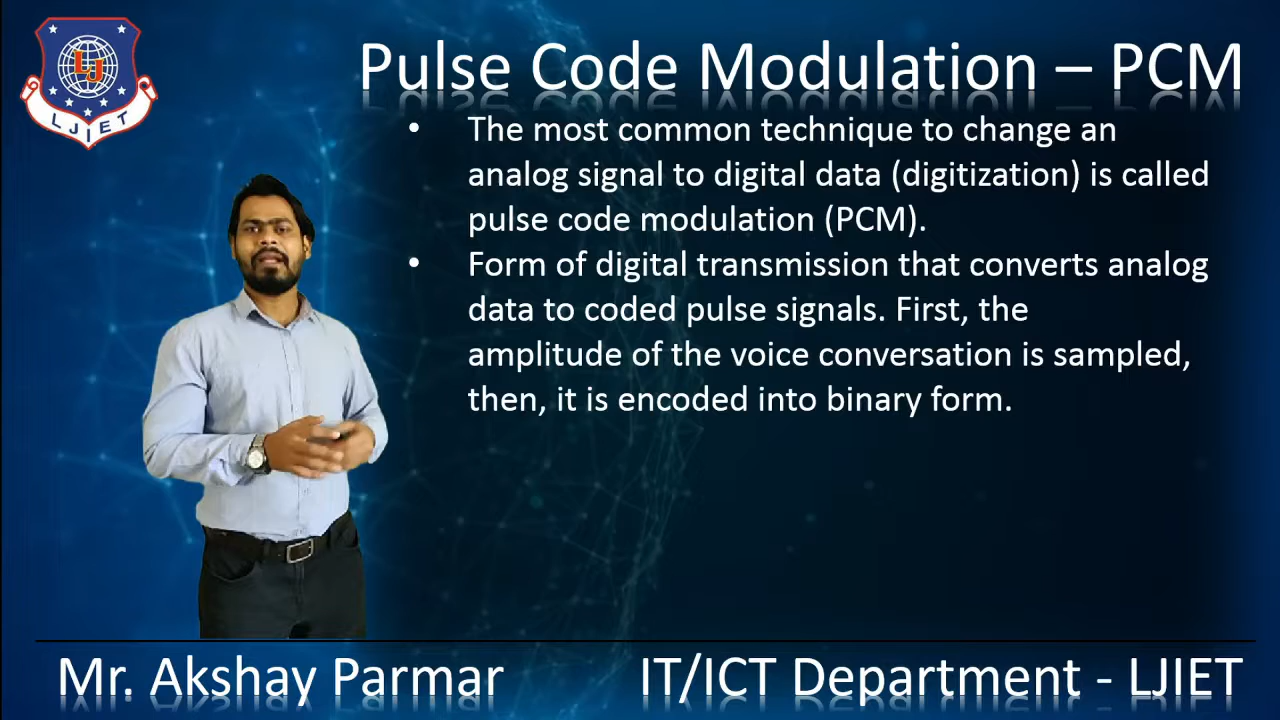 LJ
LJIET
Pulse Code Modulation – PCM
• The most common technique to change an
analog signal to digital data (digitization) is called
pulse code modulation (PCM).
• Form of digital transmission that converts analog
data to coded pulse signals. First, the
amplitude of the voice conversation is sampled,
then, it is encoded into binary form.
Mr. Akshay Parmar
IT/ICT Department - LJIET